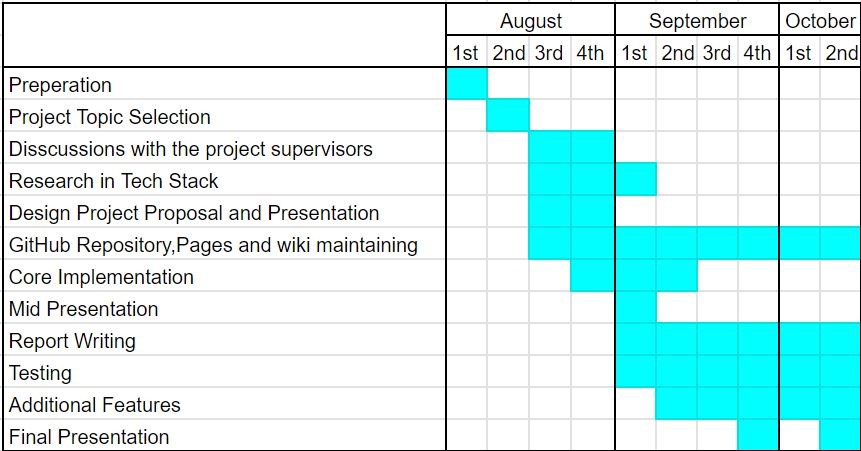 August September October
1st 2nd 3rd 4th 1st 2nd 3rd 4th 1st 2nd
Preperation
Project Topic Selection
Disscussions with the project supervisors
Research in Tech Stack
Design Project Proposal and Presentation
GitHub Repository,Pages and wiki maintaining
Core Implementation
Mid Presentation
Report Writing
Testing
Additional Features
Final Presentation